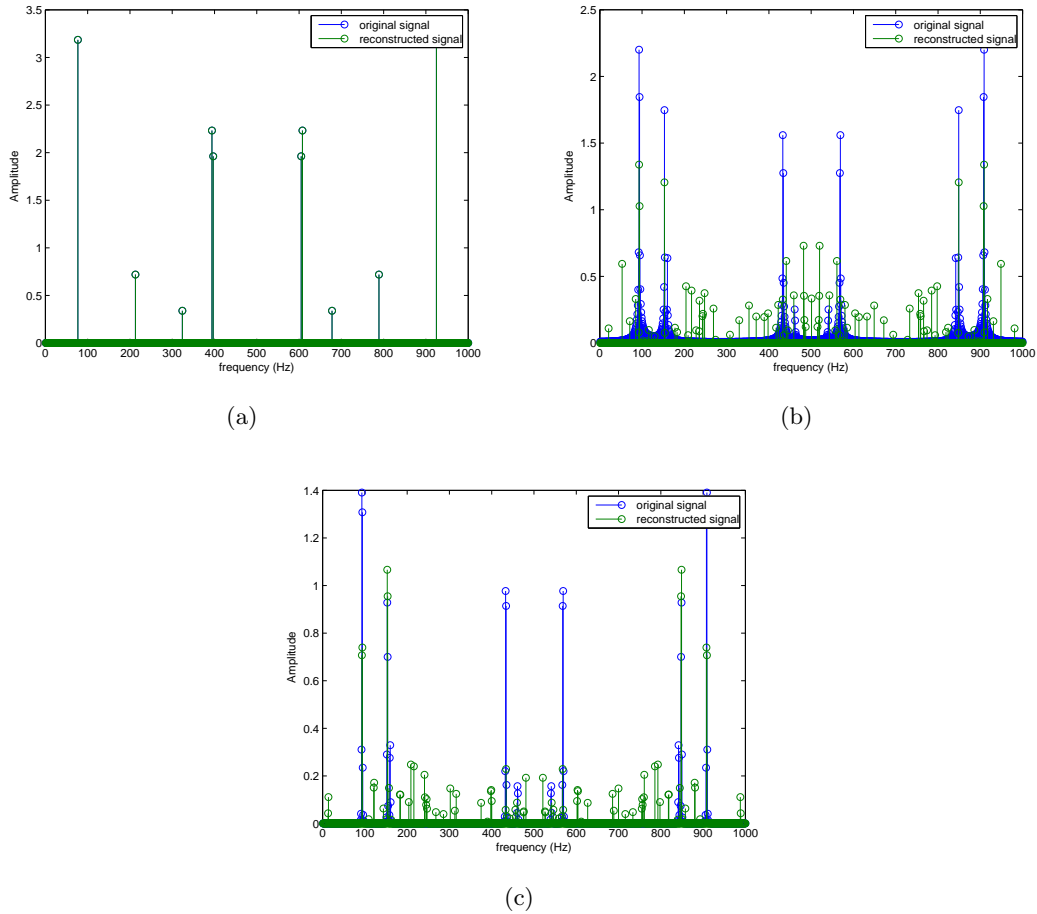 original signal
reconstructed signal
3.5
3
2.5
2
1.5
1
0.5
0
Amplitude
0 100 200 300 400 500 600 700 800 900 1000
frequency (Hz)
(a)
original signal
reconstructed signal
2.5
2
1.5
1
0.5
0
Amplitude
0 100 200 300 400 500 600 700 800 900 1000
frequency (Hz)
(b)
original signal
reconstructed signal
1.4
1.2
1
0.8
0.6
0.4
0.2
0
Amplitude
0 100 200 300 400 500 600 700 800 900 1000
frequency (Hz)
(c)